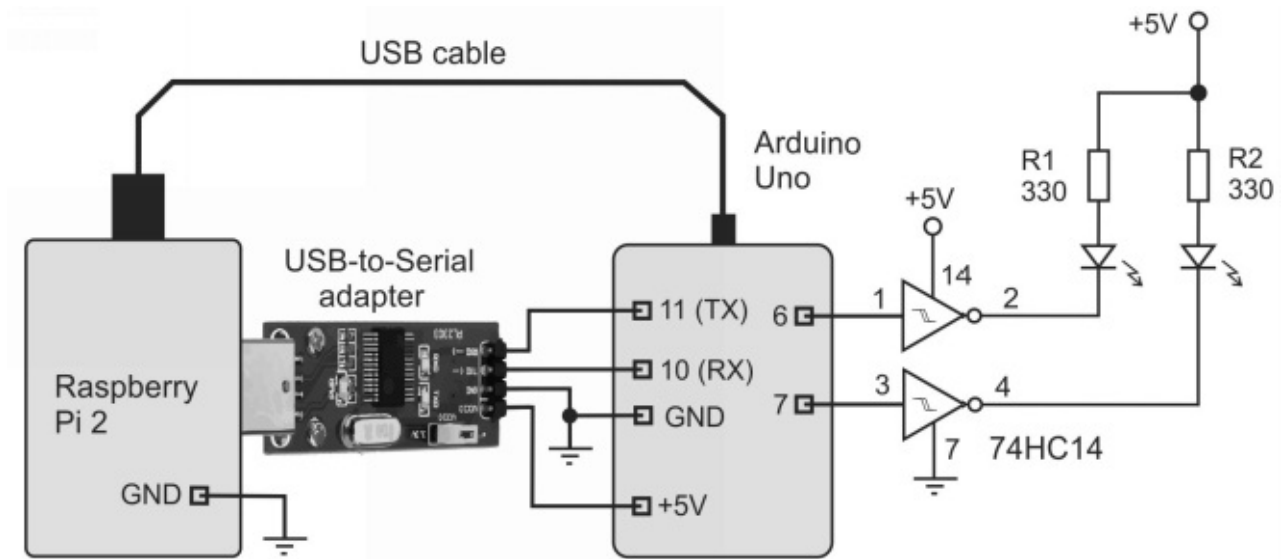 +5V
USB cable
Arduino
Uno
R1
330
R2
330
+5V
USB-to-Serial
adapter
14
11 (TX)
6
1
2
10 (RX)
Raspberry
Pi 2
7
3
4
GND
7
74HC14
GND
+5V